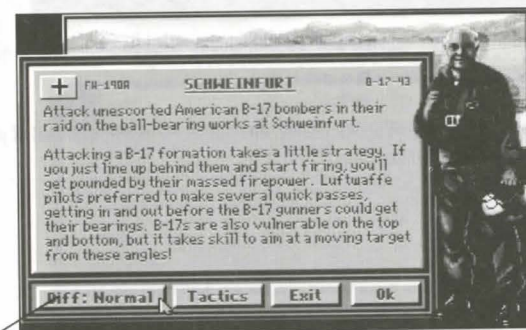 + FW-190A SCHWEINFURT 8-17-43
Attack unescorted American B-17 bombers in their
raid on the ball-bearing works at Schweinfurt.
Attacking a B-17 formation takes a little strategy. If
you just line up behind them and start firing, you'll
get pounded by their massed firepower. Luftwaffe
pilots preferred to make several quick passes,
getting in and out before the B-17 gunners could get
their bearings. B-17s are also vulnerable on the top
and bottom, but it takes skill to aim at a moving target
from these angles!
Diff: Normal Tactics Exit Ok